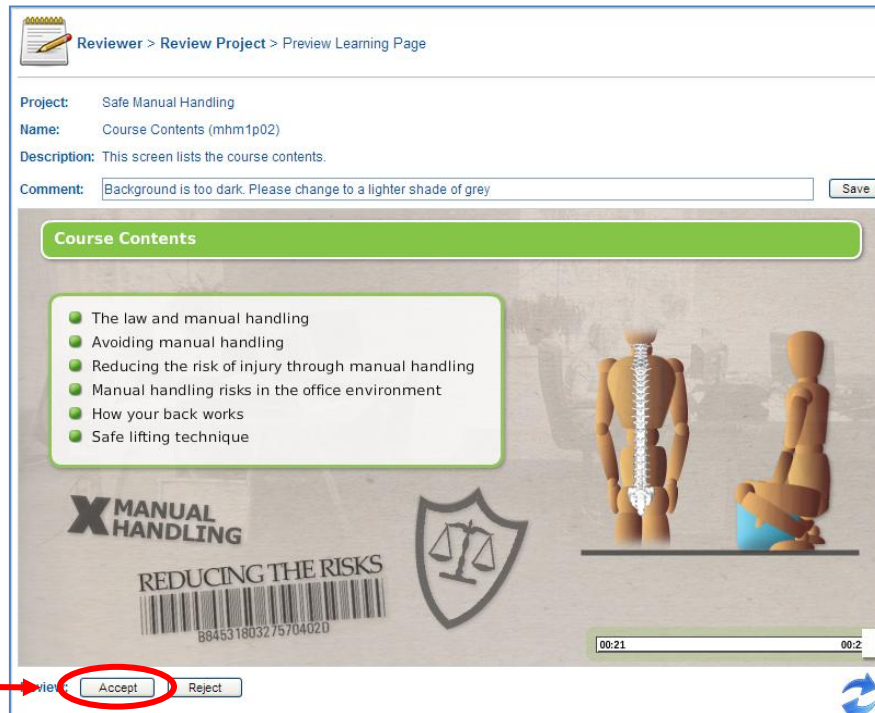 Reviewer > Review Project > Preview Learning Page
Project: Safe Manual Handling
Name: Course Contents (mhm1p02)
Description: This screen lists the course contents.
Comment: Background is too dark. Please change to a lighter shade of grey Save
Course Contents
The law and manual handling
Avoiding manual handling
Reducing the risk of injury through manual handling
Manual handling risks in the office environment
How your back works
Safe lifting technique
X MANUAL
HANDLING
REDUCING THE RISKS
B8453180327570402D
00:21
Accept Reject